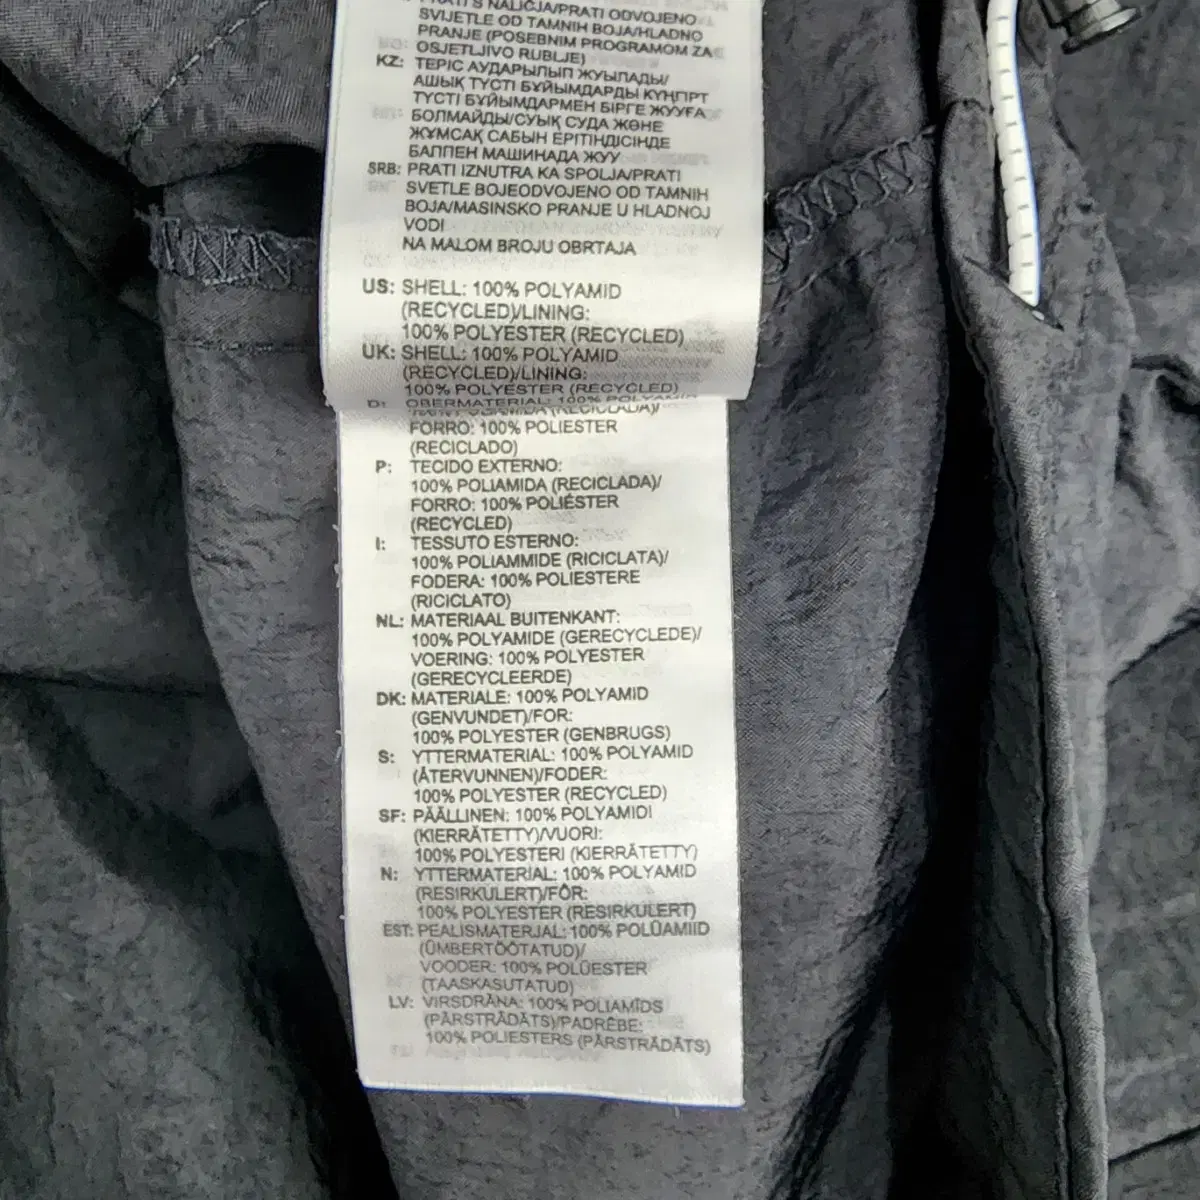 PRATI S NALIČJA/PRATI ODVOJENO
SVIJETLE OD TAMNIH BOJA/HLADNO
PRANJE (POSEBNIM PROGRAMOM ZA
OSJETLJIVO RUBLJE)
KZ: ТЕРІС АУДАРЫЛЫП ЖУЫЛАДЫ/
АШЫҚ ТҮСТІ БҰЙЫМДАРДЫ КҮҢГІРТ
ТҮСТІ БҰЙЫМДАРМЕН БІРГЕ ЖУУҒА
БОЛМАЙДЫ/СУЫҚ СУДА ЖӘНЕ
ЖҰМСАҚ САБЫН ЕРІТІНДІСІНДЕ
БАППЕН МАШИНАДА ЖУУ
SRB: PRATI IZNUTRA KA SPOLJA/PRATI
SVETLE BOJEODVOJENO OD TAMNIH
BOJA/MASINSKO PRANJE U HLADNOJ
VODI
NA MALOM BROJU OBRTAJA
US: SHELL: 100% POLYAMID
(RECYCLED)/LINING:
100% POLYESTER (RECYCLED)
UK: SHELL: 100% POLYAMID
(RECYCLED)/LINING:
100% POLYESTER (RECYCLED)
D: OBERMATERIAL: 100% POLYAMID
FORRO: 100% POLIESTER
(RECICLADO)
P: TECIDO EXTERNO:
100% POLIAMIDA (RECICLADA)/
FORRO: 100% POLIÉSTER
(RECYCLED)
I: TESSUTO ESTERNO:
100% POLIAMMIDE (RICICLATA)/
FODERA: 100% POLIESTERE
(RICICLATO)
NL: MATERIAAL BUITENKANT:
100% POLYAMIDE (GERECYCLEDE)/
VOERING: 100% POLYESTER
(GERECYCLEERDE)
DK: MATERIALE: 100% POLYAMID
(GENVUNDET)/FOR:
100% POLYESTER (GENBRUGS)
S: YTTERMATERIAL: 100% POLYAMID
(ÅTERVUNNEN)/FODER:
100% POLYESTER (RECYCLED)
SF: PÄÄLLINEN: 100% POLYAMIDI
(KIERRÄTETTY)/VUORI:
100% POLYESTERI (KIERRÄTETTY)
N: YTTERMATERIAL: 100% POLYAMID
(RESIRKULERT)/FÔR:
100% POLYESTER (RESIRKULERT)
EST: PEALISMATERJAL: 100% POLÜAMIID
(ÜMBERTÖÖTATUD)/
VOODER: 100% POLÜESTER
(TAASKASUTATUD)
LV: VIRSDRĀNA: 100% POLIAMĪDS
(PĀRSTRĀDĀTS)/PADRĒBE:
100% POLIESTERS (PĀRSTRĀDĀTS)